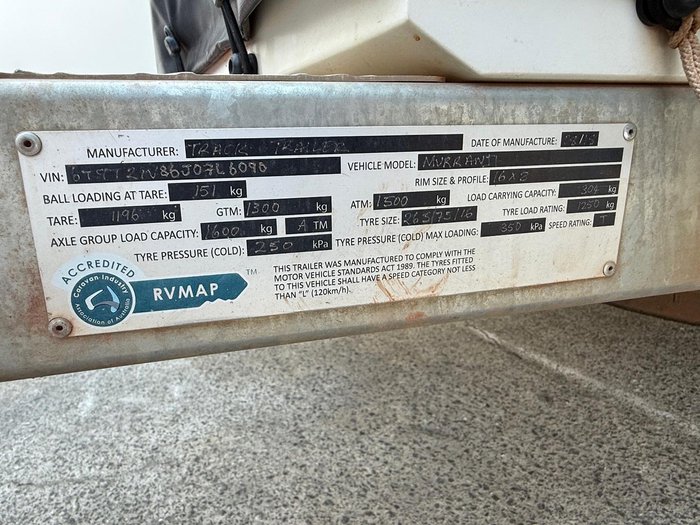 MANUFACTURER: TRACK TRAILER DATE OF MANUFACTURE:
VIN: VEHICLE MODEL:
BALL LOADING AT TARE: 151 kg RIM SIZE & PROFILE: 16X8
TARE: 1196 kg GTM: 1300 kg ATM: 1500 kg LOAD CARRYING CAPACITY: 304 kg
AXLE GROUP LOAD CAPACITY: 1600 kg A TM TYRE SIZE: 265/75/16 TYRE LOAD RATING: 1250 kg
TYRE PRESSURE (COLD): 250 kPa TYRE PRESSURE (COLD) MAX LOADING: 350 kPa SPEED RATING: T
THIS TRAILER WAS MANUFACTURED TO COMPLY WITH THE
MOTOR VEHICLE STANDARDS ACT 1989. THE TYRES FITTED
TO THIS VEHICLE SHALL HAVE A SPEED CATEGORY NOT LESS
THAN "L" (120km/h).
ACCREDITED
Caravan Industry
Association of Australia
RVMAP TM